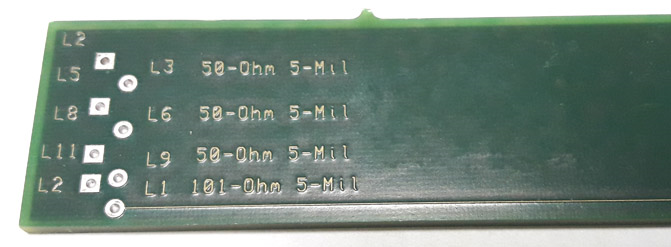 L2
L5 L3 50-Ohm 5-Mil
L8 L6 50-Ohm 5-Mil
L11 L9 50-Ohm 5-Mil
L2 L1 101-Ohm 5-Mil